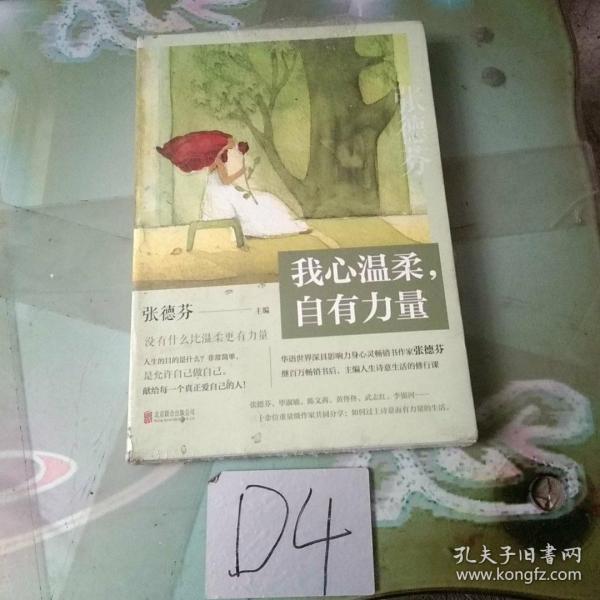 张德芬
我心温柔，
自有力量
张德芬
主编
没有什么比温柔更有力量
人生的目的是什么？非常简单，
是允许自己做自己。
献给每一个真正爱自己的人！
华语世界深具影响力身心灵畅销书作家张德芬
继百万畅销书后，主编人生诗意生活的修行课
张德芬、毕淑敏、陈文茜、黄佟佟、武志红、李银河——
三十余位重量级作家共同分享：如何过上诗意而有力量的生活。
北京联合出版公司
D4
孔夫子旧书网
www.kongfz.com